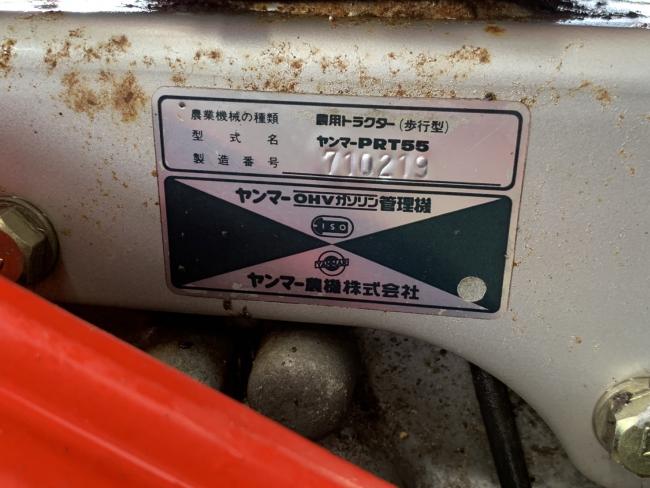 農業機械の種類 農用トラクター(歩行型)
型式名 ヤンマーPRT55
製造番号 710219
ヤンマーOHVガソリン管理機
ISO
YANMAR
ヤンマー農機株式会社